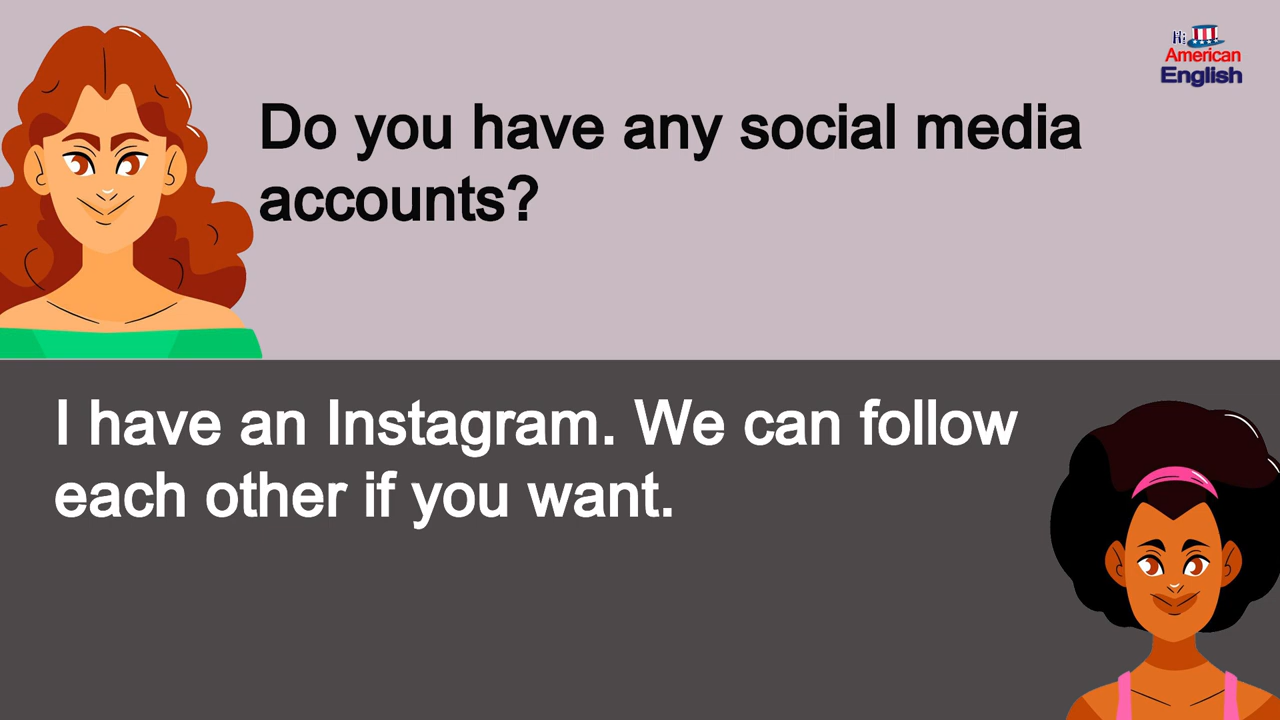 Hi
American
English
Do you have any social media
accounts?
I have an Instagram. We can follow
each other if you want.